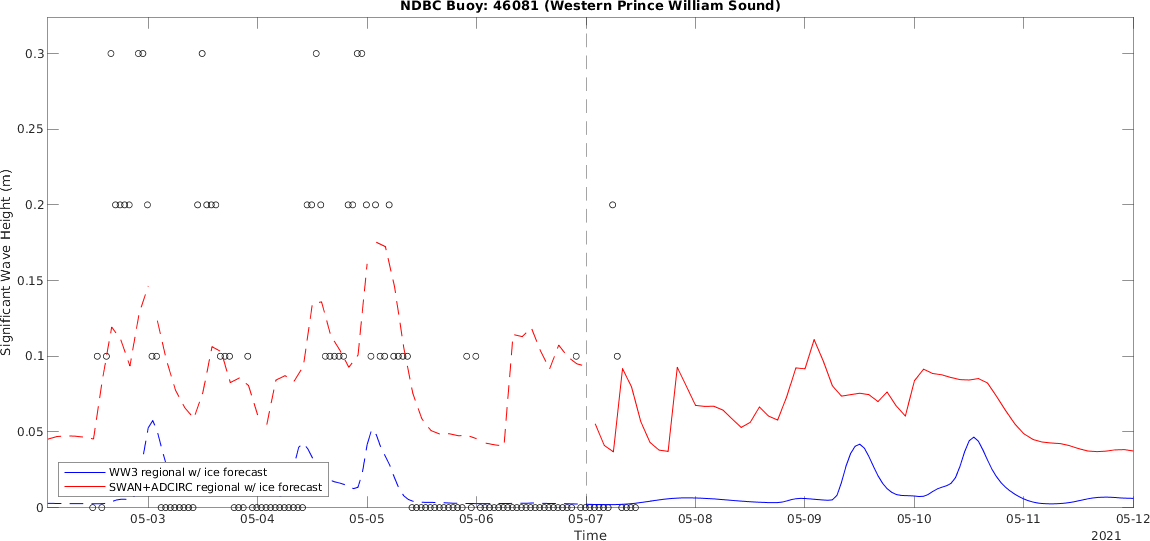 NDBC Buoy: 46081 (Western Prince William Sound)
Significant Wave Height (m)
0.3
0.25
0.2
0.15
0.1
0.05
0
WW3 regional w/ ice forecast
SWAN+ADCIRC regional w/ ice forecast
05-03 05-04 05-05 05-06 05-07 05-08 05-09 05-10 05-11 05-12
Time
2021